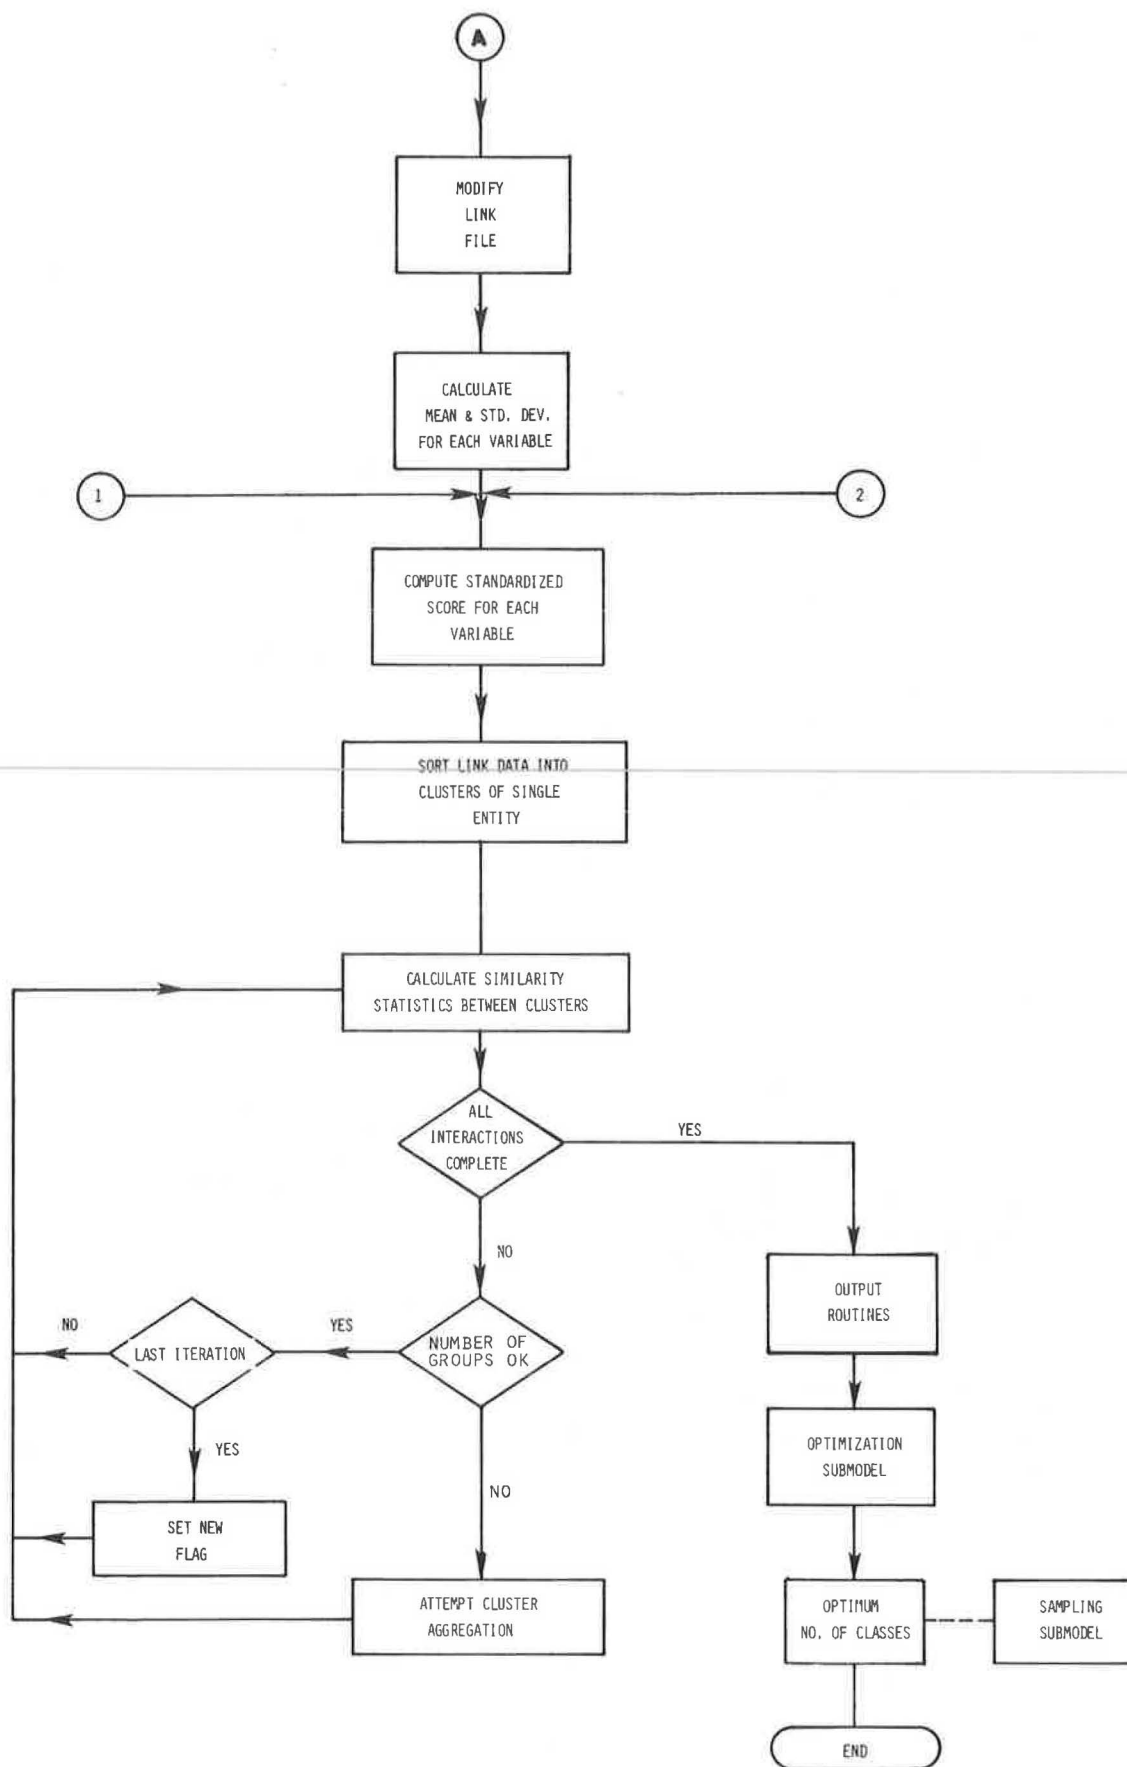 A
MODIFY
LINK
FILE
CALCULATE
MEAN & STD. DEV.
FOR EACH VARIABLE
1
2
COMPUTE STANDARDIZED
SCORE FOR EACH
VARIABLE
SORT LINK DATA INTO
CLUSTERS OF SINGLE
ENTITY
CALCULATE SIMILARITY
STATISTICS BETWEEN CLUSTERS
ALL
INTERACTIONS
COMPLETE
YES
NO
OUTPUT
ROUTINES
NO
LAST ITERATION
YES
NUMBER OF
GROUPS OK
YES
NO
OPTIMIZATION
SUBMODEL
SET NEW
FLAG
ATTEMPT CLUSTER
AGGREGATION
OPTIMUM
NO. OF CLASSES
SAMPLING
SUBMODEL
END